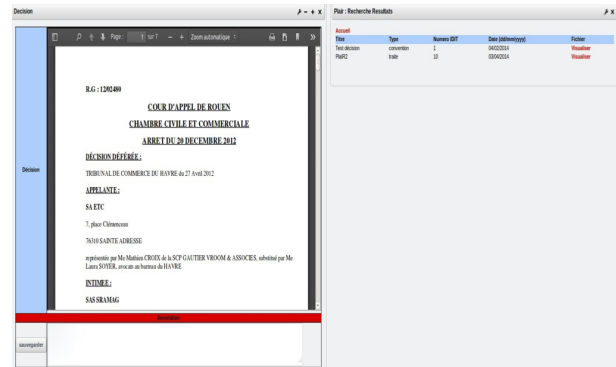 Decision
Page : 1 sur 7 − + Zoom automatique
R.G : 12/02480
COUR D'APPEL DE ROUEN
CHAMBRE CIVILE ET COMMERCIALE
ARRET DU 20 DECEMBRE 2012
DÉCISION DÉFÉRÉE :
Décision
TRIBUNAL DE COMMERCE DU HAVRE du 27 Avril 2012
APPELANTE :
SA ETC
7, place Clémenceau
76310 SAINTE ADRESSE
représentée par Me Mathieu CROIX de la SCP GAUTIER VROOM & ASSOCIES, substitué par Me
Laura SOYER, avocats au barreau du HAVRE
INTIMEE :
SAS SRAMAG
sauvegarder
Plair : Recherche Resultats
Accueil
Titre Type Numero IDIT Date (dd/mm/yyyy) Fichier
Test décision convention 1 04/02/2014 Visualiser
PlaIR2 traite 10 03/04/2014 Visualiser